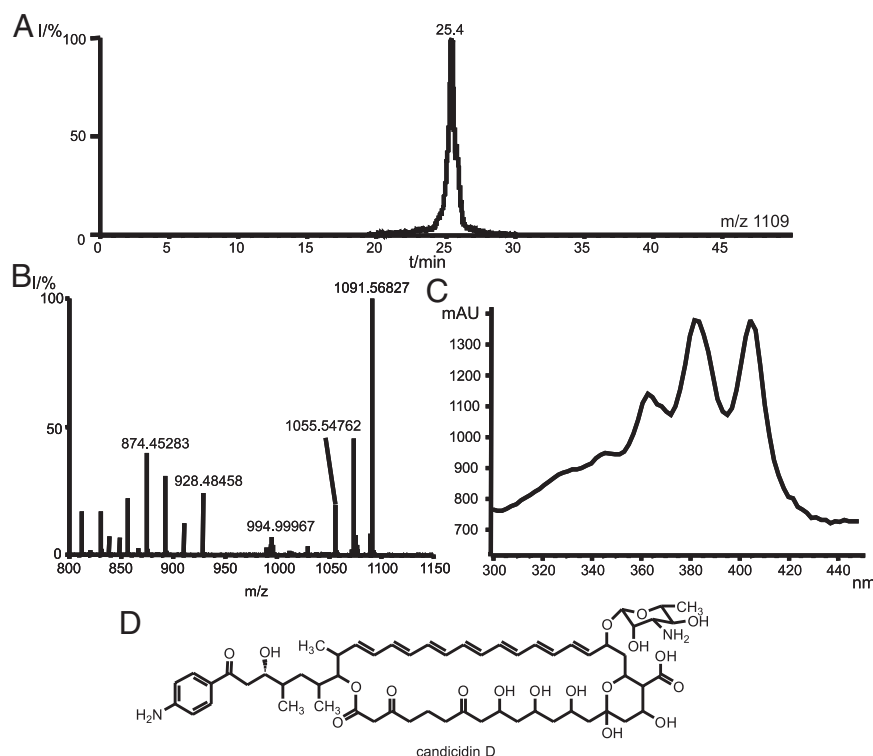 A I/%
25.4
100
50
0
0 5 10 15 20 25 30 35 40 45
m/z 1109
t/min
B I/%
1091.56827
100
1055.54762
50
874.45283
928.48458
994.99967
0
800 850 900 950 1000 1050 1100 1150
m/z
C
mAU
1300
1200
1100
1000
900
800
700
300 320 340 360 380 400 420 440
nm
D
O CH3
O OH
NH2
OH
H3C
O OH
OH
O
O
H2N
CH3 CH3
O
O
O
O
OH OH OH
OH
OH
candicidin D